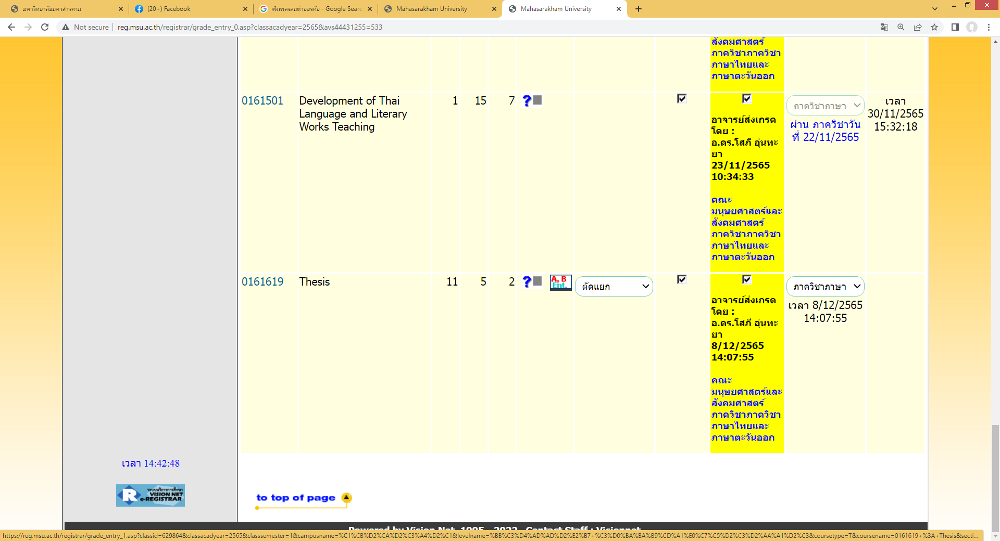 มหาวิทยาลัยมหาสารคาม
(20+) Facebook
ฟังเพลงลมต่ายอรทัย - Google Sear
Mahasarakham University
Mahasarakham University
Not secure
reg.msu.ac.th/registrar/grade_entry_0.asp?classacadyear=2565&avs44431255=533
สังคมศาสตร์
ภาควิชาภาควิชา
ภาษาไทยและ
ภาษาตะวันออก
0161501 Development of Thai Language and Literary Works Teaching 1 15 7
อาจารย์ส่งเกรด
โดย :
อ.ดร.โสภี อุ่นทะ
ยา
23/11/2565
10:34:33
คณะ
มนุษยศาสตร์และ
สังคมศาสตร์
ภาควิชาภาควิชา
ภาษาไทยและ
ภาษาตะวันออก
ภาควิชาภาษา
ผ่าน ภาควิชาวัน
ที่ 22/11/2565
เวลา
30/11/2565
15:32:18
0161619 Thesis 11 5 2
A, B
Ent.
ตัดแยก
อาจารย์ส่งเกรด
โดย :
อ.ดร.โสภี อุ่นทะ
ยา
8/12/2565
14:07:55
คณะ
มนุษยศาสตร์และ
สังคมศาสตร์
ภาควิชาภาควิชา
ภาษาไทยและ
ภาษาตะวันออก
ภาควิชาภาษา
เวลา 8/12/2565
14:07:55
เวลา 14:42:48
ระบบบริการการศึกษา
VISION NET
e-REGISTRAR
to top of page
Powered by Vision Net, 1995 - 2022 Contact Staff : Visionnet
https://reg.msu.ac.th/registrar/grade_entry_1.asp?classid=629864&classacadyear=2565&classsemester=1&campusname=%C1%CB%D2%CA%D2%C3%A4%D2%C1&levelname=%BB%C3%D4%AD%AD%D2%E2%B7+%C3%D0%BA%BA%B9%CD%A1%E0%C7%C5%D2%C3%D2%AA%A1%D2%C3&coursetype=T&coursename=0161619+%3A+Thesis&secti...